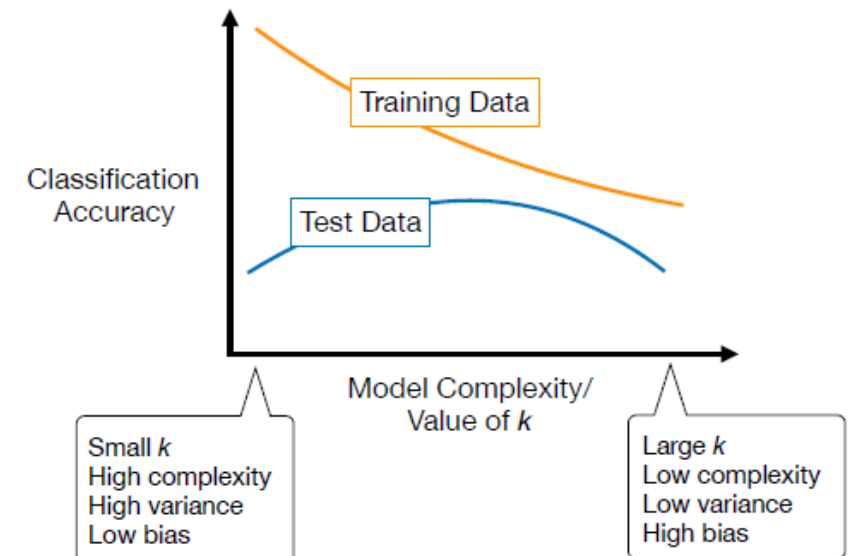 Training Data
Classification
Accuracy
Test Data
Model Complexity/
Value of k
Small k
High complexity
High variance
Low bias
Large k
Low complexity
Low variance
High bias